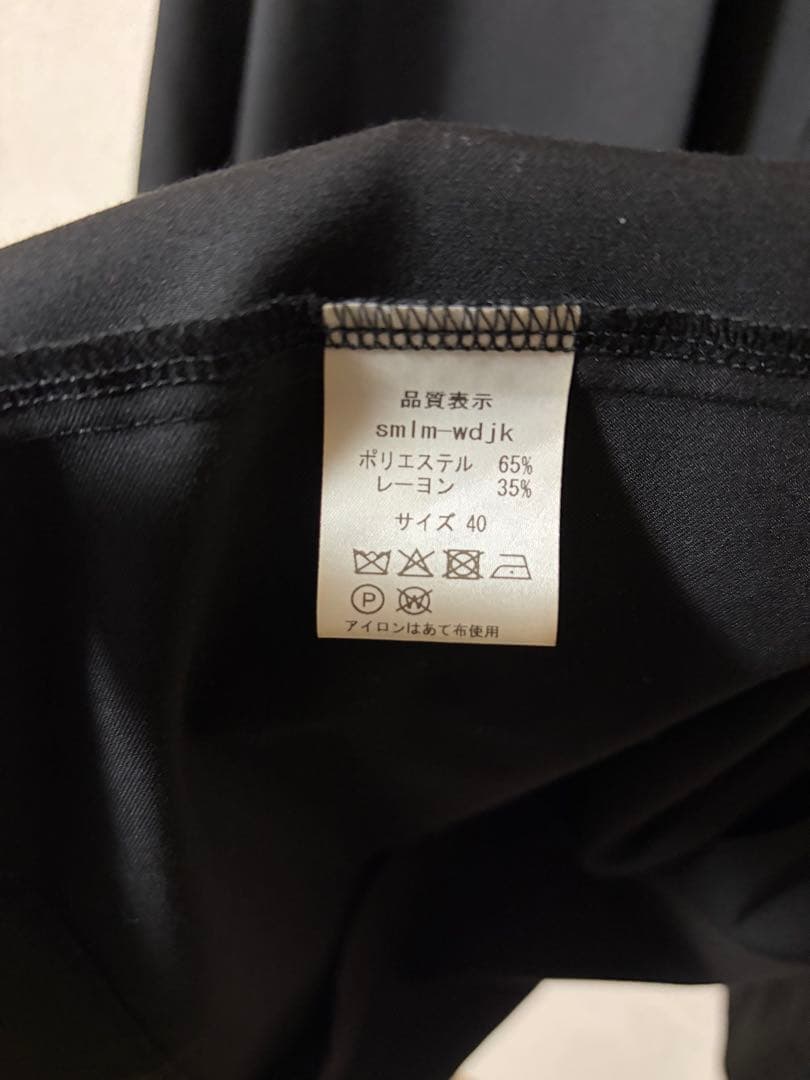 品質表示
smlm-wdjk
ポリエステル 65%
レーヨン 35%
サイズ 40
P W
アイロンはあて布使用